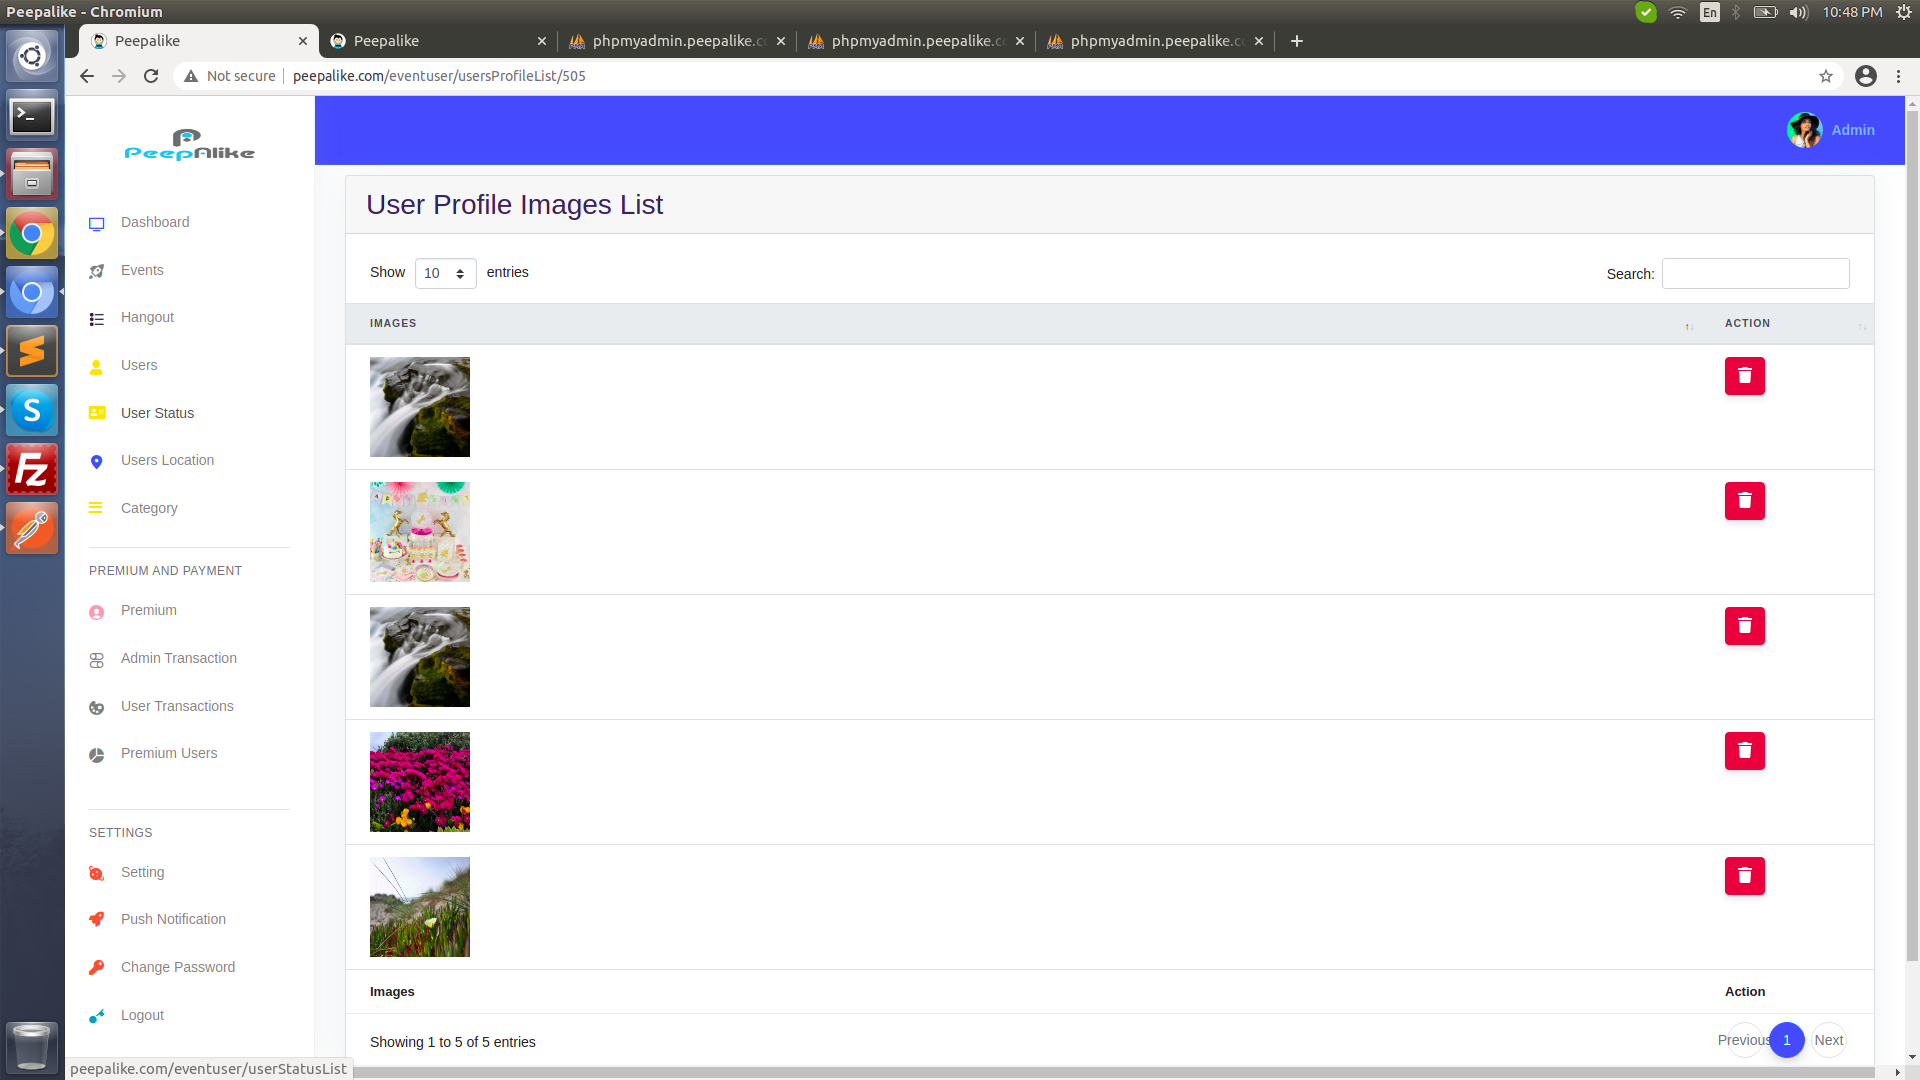 Peepalike - Chromium
En
10:48 PM
Peepalike
Peepalike
phpmyadmin.peepalike.c
phpmyadmin.peepalike.c
phpmyadmin.peepalike.c
Not secure
peepalike.com/eventuser/usersProfileList/505
PeepAlike
Admin
Dashboard
Events
Hangout
Users
User Status
Users Location
Category
PREMIUM AND PAYMENT
Premium
Admin Transaction
User Transactions
Premium Users
SETTINGS
Setting
Push Notification
Change Password
Logout
User Profile Images List
Show 10 entries
Search:
IMAGES
ACTION
Images
Action
Showing 1 to 5 of 5 entries
Previous 1 Next
peepalike.com/eventuser/userStatusList